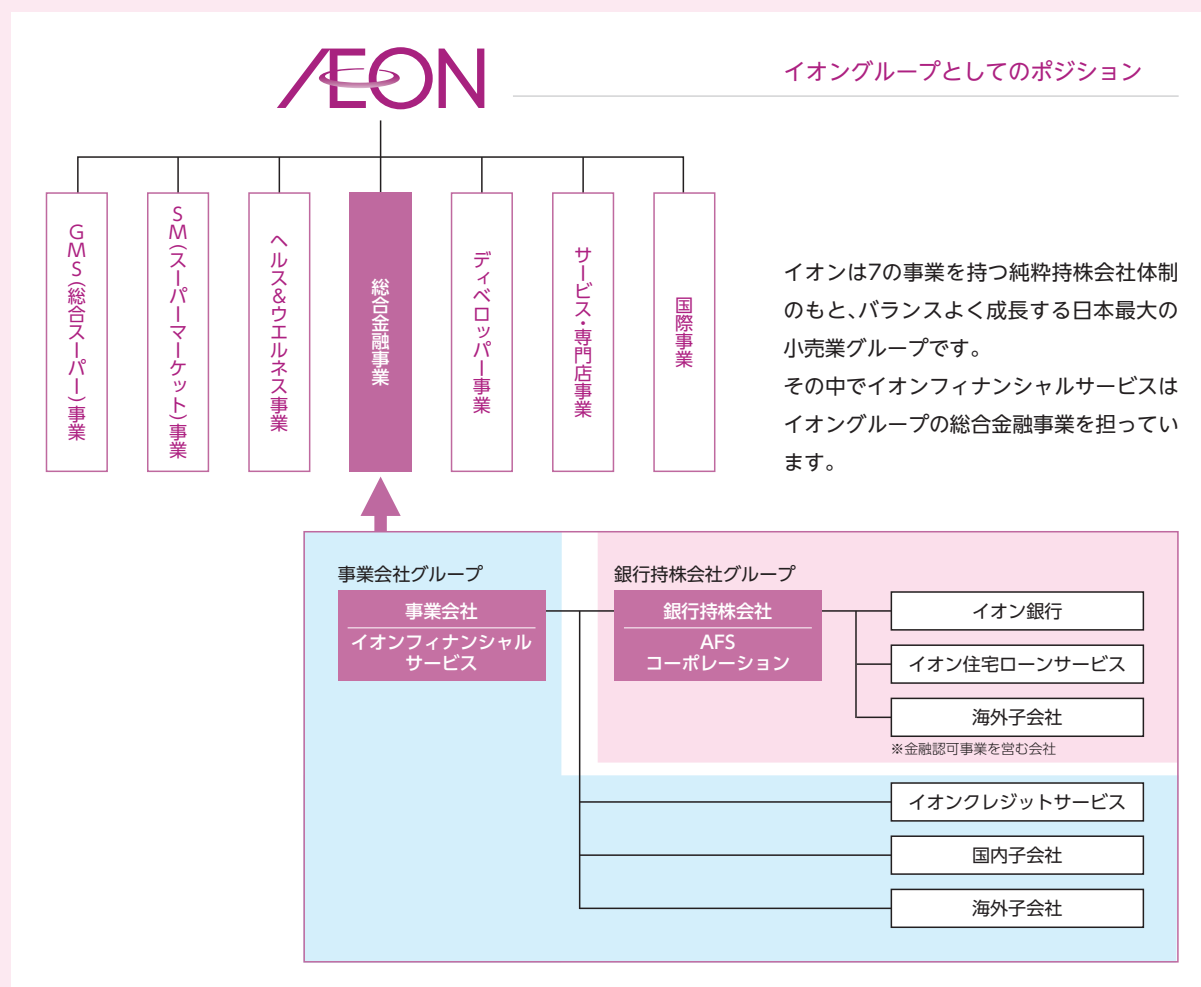 ÆON
イオングループとしてのポジション
GMS(総合スーパー)事業
SM(スーパーマーケット)事業
ヘルス&ウエルネス事業
総合金融事業
ディベロッパー事業
サービス・専門店事業
国際事業
イオンは7の事業を持つ純粋持株会社体制
のもと、バランスよく成長する日本最大の
小売業グループです。
その中でイオンフィナンシャルサービスは
イオングループの総合金融事業を担ってい
ます。
事業会社グループ
事業会社
イオンフィナンシャル
サービス
銀行持株会社グループ
銀行持株会社
AFS
コーポレーション
イオン銀行
イオン住宅ローンサービス
海外子会社
※金融認可事業を営む会社
イオンクレジットサービス
国内子会社
海外子会社